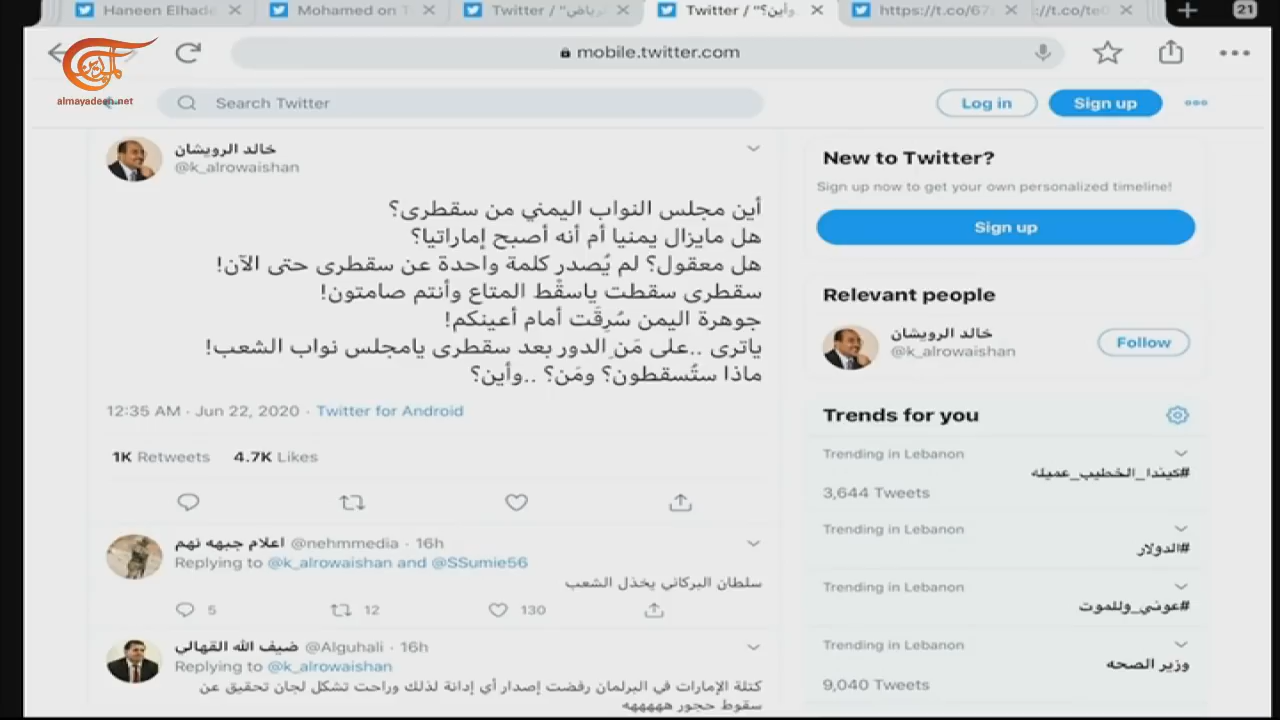 Haneen Elhade
Mohamed on T
Twitter / "رياض
Twitter / "وأين؟
https://t.co/67
://t.co/te
21
mobile.twitter.com
الميادين
almayadeen.net
Search Twitter
Log in
Sign up
خالد الرويشان
@k_alrowaishan
أين مجلس النواب اليمني من سقطرى؟
هل مايزال يمنيا أم أنه أصبح إماراتيا؟
هل معقول؟ لم يُصدر كلمة واحدة عن سقطرى حتى الآن!
سقطرى سقطت ياسقْط المتاع وأنتم صامتون!
جوهرة اليمن سُرِقَت أمام أعينكم!
ياترى ..على مَنِ الدور بعد سقطرى يامجلس نواب الشعب!
ماذا ستُسقطون؟ ومَن؟ ..وأين؟
12:35 AM · Jun 22, 2020 · Twitter for Android
1K Retweets 4.7K Likes
اعلام جبهه نهم @nehmmedia · 16h
Replying to @k_alrowaishan and @SSumie56
سلطان البركاني يخذل الشعب
5 12 130
ضيف الله القهالي @Alguhali · 16h
Replying to @k_alrowaishan
كتلة الإمارات في البرلمان رفضت إصدار أي إدانة لذلك وراحت تشكل لجان تحقيق عن
سقوط حجور هههههه
New to Twitter?
Sign up now to get your own personalized timeline!
Sign up
Relevant people
خالد الرويشان
@k_alrowaishan
Follow
Trends for you
Trending in Lebanon
#كيندا_الخطيب_عميله
3,644 Tweets
Trending in Lebanon
#الدولار
Trending in Lebanon
#عوني_وللموت
Trending in Lebanon
وزير الصحه
9,040 Tweets